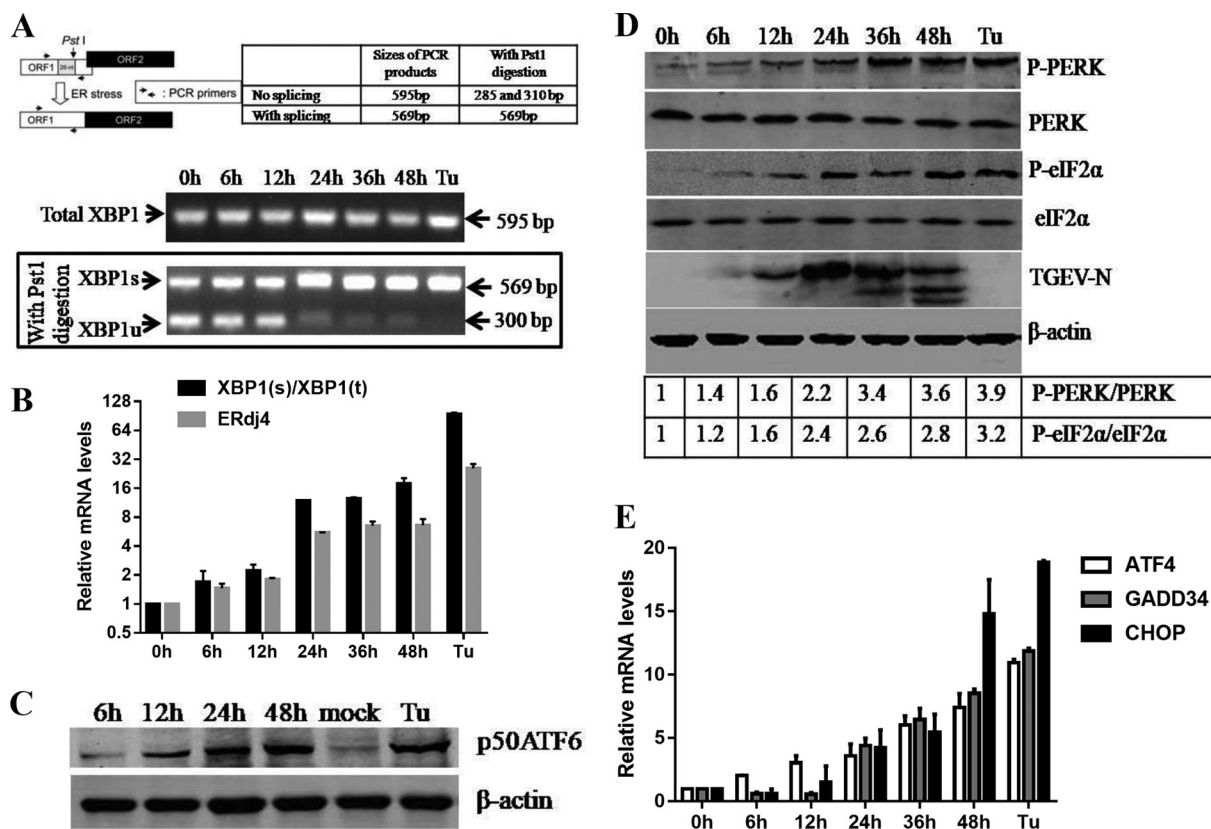 A
Pst I
ORF2
ORF1
26-nt
ER stress
: PCR primers
ORF1
ORF2
Sizes of PCR products
With Pst1 digestion
No splicing 595bp 285 and 310 bp
With splicing 569bp 569bp
0h 6h 12h 24h 36h 48h Tu
Total XBP1
595 bp
With Pst1 digestion
XBP1s
569 bp
XBP1u
300 bp
B
XBP1(s)/XBP1(t)
ERdj4
Relative mRNA levels
128
64
32
16
8
4
2
1
0.5
0h 6h 12h 24h 36h 48h Tu
C
6h 12h 24h 48h mock Tu
p50ATF6
β-actin
D
0h 6h 12h 24h 36h 48h Tu
P-PERK
PERK
P-eIF2α
eIF2α
TGEV-N
β-actin
1 1.4 1.6 2.2 3.4 3.6 3.9 P-PERK/PERK
1 1.2 1.6 2.4 2.6 2.8 3.2 P-eIF2α/eIF2α
E
ATF4
GADD34
CHOP
Relative mRNA levels
20
15
10
5
0
0h 6h 12h 24h 36h 48h Tu